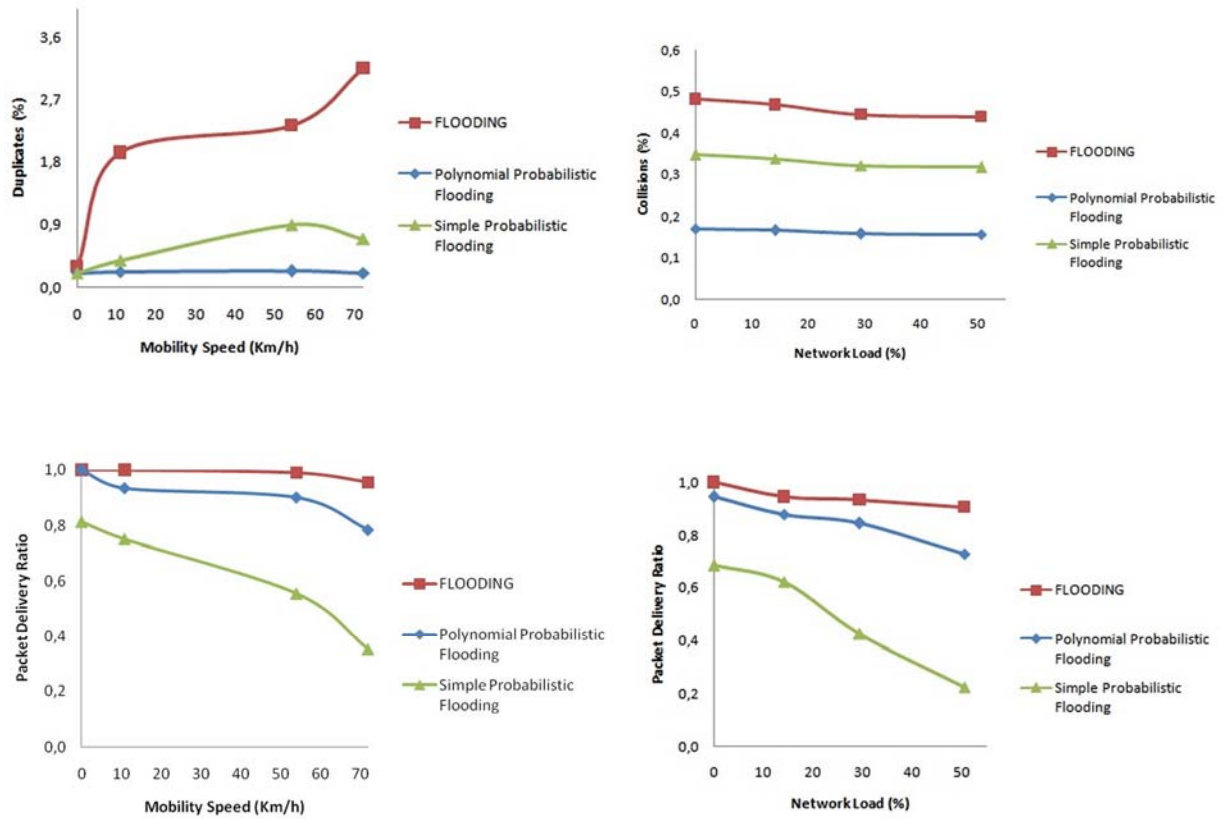 Duplicates (%)
3,6
2,7
1,8
0,9
0,0
0 10 20 30 40 50 60 70
Mobility Speed (Km/h)
FLOODING
Polynomial Probabilistic
Flooding
Simple Probabilistic
Flooding
Collisions (%)
0,6
0,5
0,4
0,3
0,2
0,1
0,0
0 10 20 30 40 50
Network Load (%)
FLOODING
Polynomial Probabilistic
Flooding
Simple Probabilistic
Flooding
Packet Delivery Ratio
1,0
0,8
0,6
0,4
0,2
0,0
0 10 20 30 40 50 60 70
Mobility Speed (Km/h)
FLOODING
Polynomial Probabilistic
Flooding
Simple Probabilistic
Flooding
Packet Delivery Ratio
1,0
0,8
0,6
0,4
0,2
0,0
0 10 20 30 40 50
Network Load (%)
FLOODING
Polynomial Probabilistic
Flooding
Simple Probabilistic
Flooding